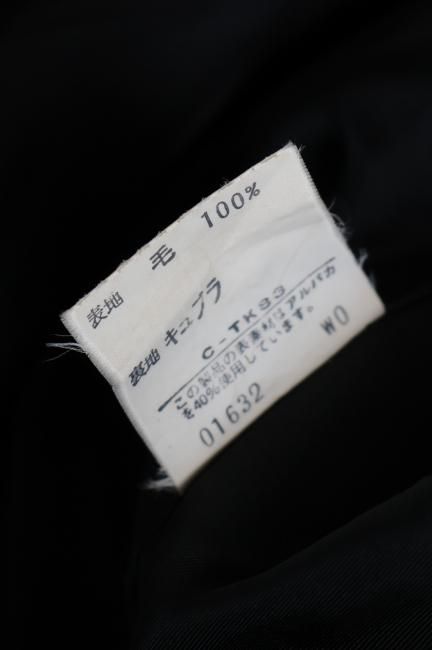 表地 毛 100%
裏地 キュプラ
C-TK83
この製品の表素材はアルパカ
を40%使用しています。
01632 WO